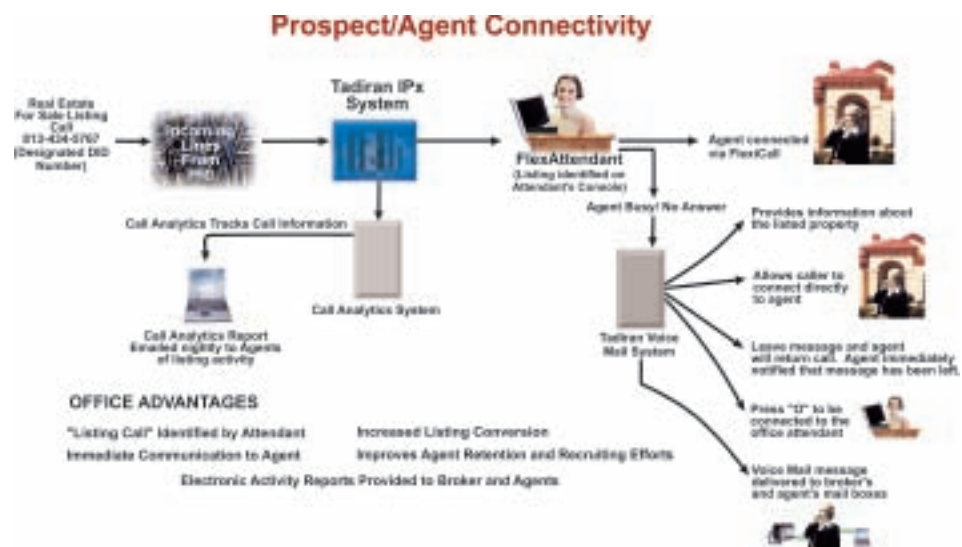 Prospect/Agent Connectivity
Real Estate
For Sale Listing
Call
(Designated DID
Number)
Incoming
Lines
From
Tadiran IPx
System
FlexAttendant
(Listing identified on
Attendant's Console)
Agent connected
via FlexiCall
Agent Busy/ No Answer
Call Analytics Tracks Call Information
Call Analytics System
Call Analytics Report
Emailed nightly to Agents
of listing activity
Tadiran Voice
Mail System
Provides information about
the listed property
Allows caller to
connect directly
to agent
Leave message and agent
will return call. Agent immediately
notified that message has been left.
Press "0" to be
connected to the
office attendant
Voice Mail message
delivered to broker's
and agent's mail boxes
OFFICE ADVANTAGES
"Listing Call" Identified by Attendant
Increased Listing Conversion
Immediate Communication to Agent
Improves Agent Retention and Recruiting Efforts
Electronic Activity Reports Provided to Broker and Agents